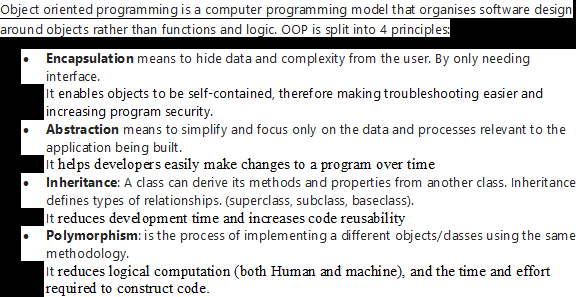 Object oriented programming is a computer programming model that organises software design
around objects rather than functions and logic. OOP is split into 4 principles:
• Encapsulation means to hide data and complexity from the user. By only needing
interface.
It enables objects to be self-contained, therefore making troubleshooting easier and
increasing program security.
• Abstraction means to simplify and focus only on the data and processes relevant to the
application being built.
It helps developers easily make changes to a program over time
• Inheritance: A class can derive its methods and properties from another class. Inheritance
defines types of relationships. (superclass, subclass, baseclass).
It reduces development time and increases code reusability
• Polymorphism: is the process of implementing a different objects/classes using the same
methodology.
It reduces logical computation (both Human and machine), and the time and effort
required to construct code.